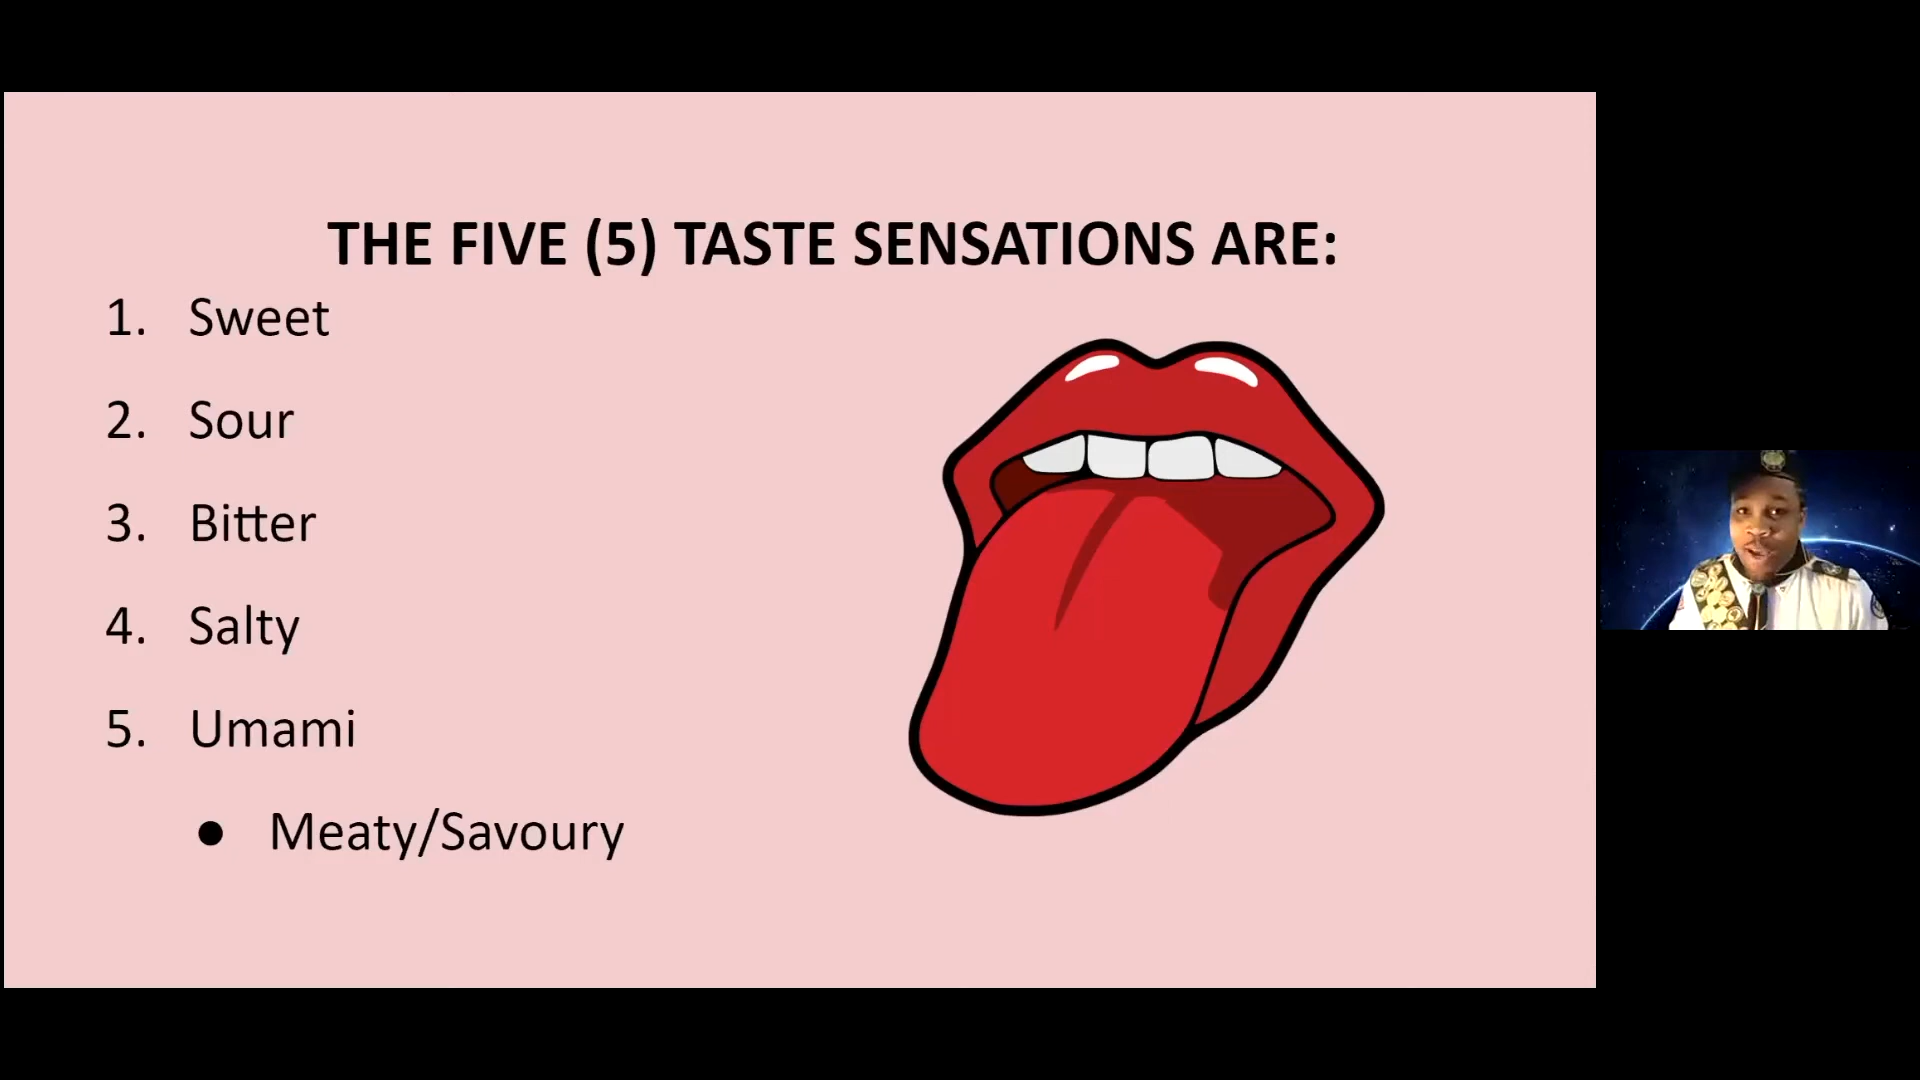 THE FIVE (5) TASTE SENSATIONS ARE:
1. Sweet
2. Sour
3. Bitter
4. Salty
5. Umami
● Meaty/Savoury